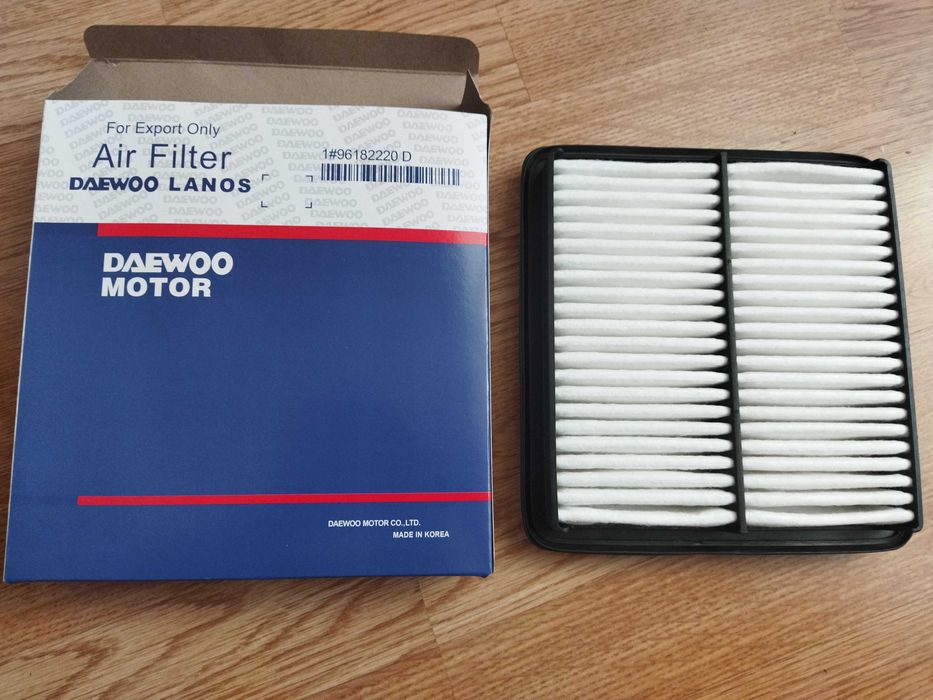 For Export Only
Air Filter
1#96182220 D
DAEWOO LANOS
DAEWOO
MOTOR
DAEWOO MOTOR CO.,LTD.
MADE IN KOREA